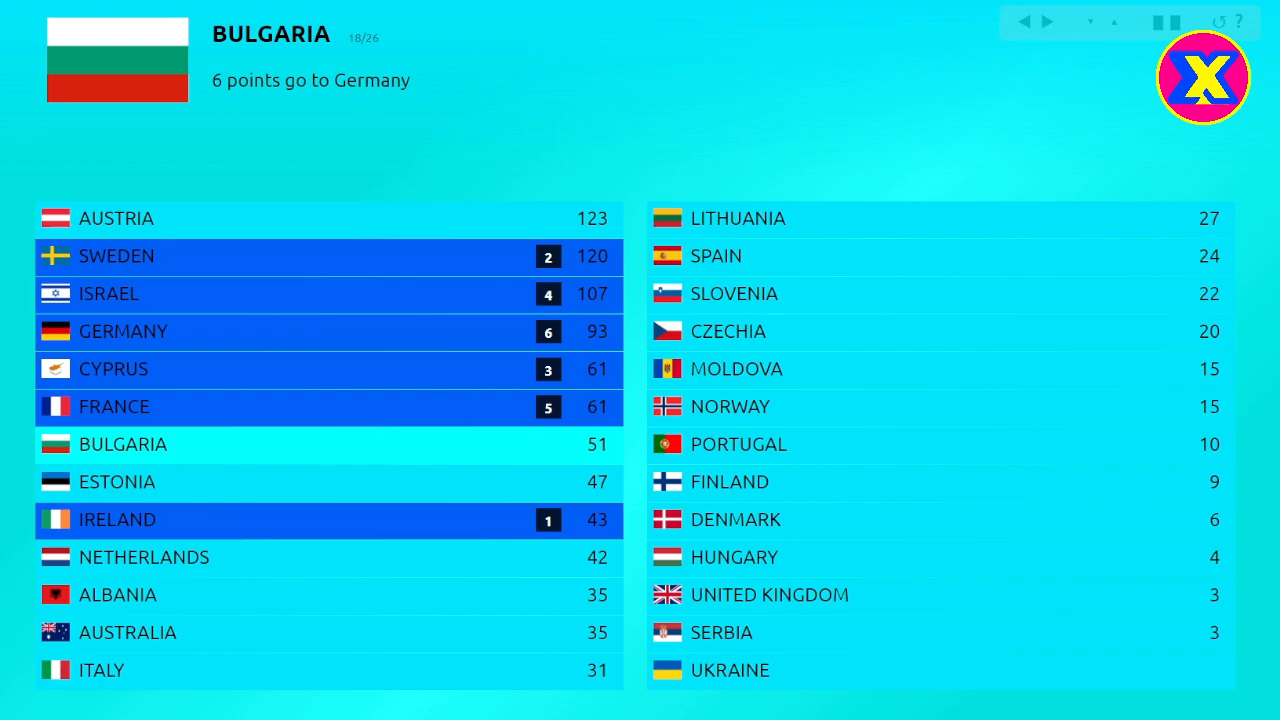 BULGARIA 18/26
6 points go to Germany
?
X
AUSTRIA 123
SWEDEN 2 120
ISRAEL 4 107
GERMANY 6 93
CYPRUS 3 61
FRANCE 5 61
BULGARIA 51
ESTONIA 47
IRELAND 1 43
NETHERLANDS 42
ALBANIA 35
AUSTRALIA 35
ITALY 31
LITHUANIA 27
SPAIN 24
SLOVENIA 22
CZECHIA 20
MOLDOVA 15
NORWAY 15
PORTUGAL 10
FINLAND 9
DENMARK 6
HUNGARY 4
UNITED KINGDOM 3
SERBIA 3
UKRAINE